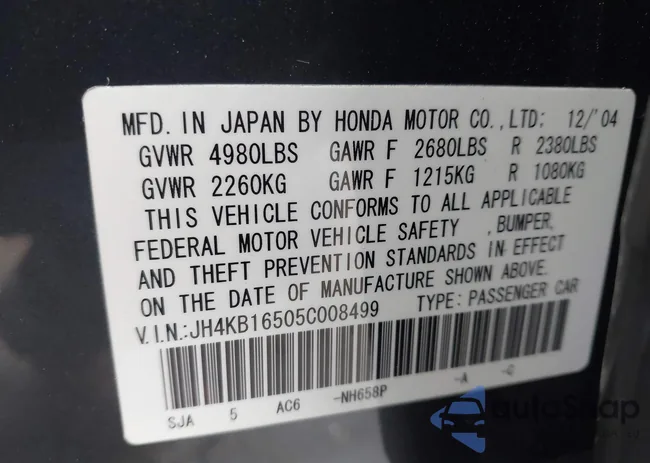 MFD. IN JAPAN BY HONDA MOTOR CO., LTD: 12/'04
GVWR 4980LBS GAWR F 2680LBS R 2380LBS
GVWR 2260KG GAWR F 1215KG R 1080KG
THIS VEHICLE CONFORMS TO ALL APPLICABLE
FEDERAL MOTOR VEHICLE SAFETY , BUMPER,
AND THEFT PREVENTION STANDARDS IN EFFECT
ON THE DATE OF MANUFACTURE SHOWN ABOVE.
V.I.N.:JH4KB16505C008499 TYPE: PASSENGER CAR
SJA 5 AC6 -NH658P -A -C
autoSnap